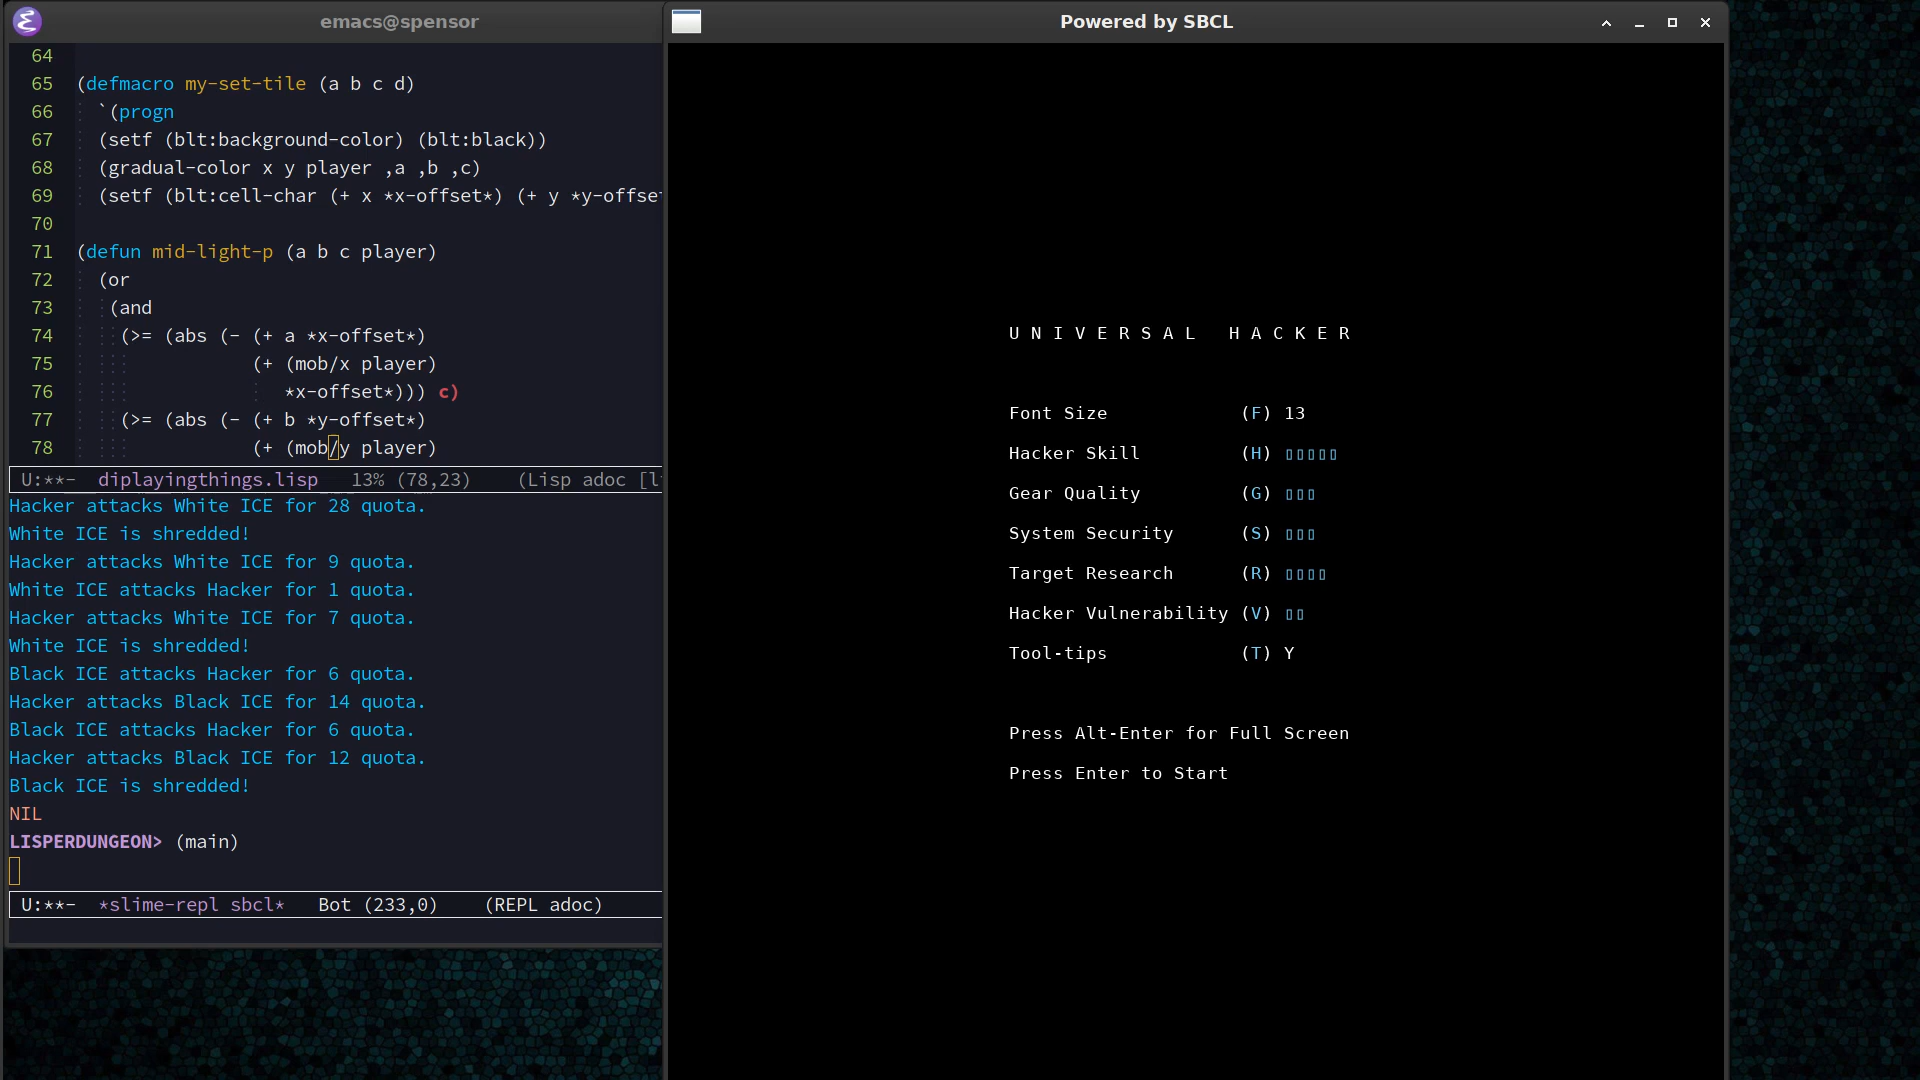 emacs@spensor
64
65 (defmacro my-set-tile (a b c d)
66 `(progn
67 (setf (blt:background-color) (blt:black))
68 (gradual-color x y player ,a ,b ,c)
69 (setf (blt:cell-char (+ x *x-offset*) (+ y *y-offse
70
71 (defun mid-light-p (a b c player)
72 (or
73 (and
74 (>= (abs (- (+ a *x-offset*)
75 (+ (mob/x player)
76 *x-offset*))) c)
77 (>= (abs (- (+ b *y-offset*)
78 (+ (mob/y player)
U:**- diplayingthings.lisp 13% (78,23) (Lisp adoc [l
Hacker attacks White ICE for 28 quota.
White ICE is shredded!
Hacker attacks White ICE for 9 quota.
White ICE attacks Hacker for 1 quota.
Hacker attacks White ICE for 7 quota.
White ICE is shredded!
Black ICE attacks Hacker for 6 quota.
Hacker attacks Black ICE for 14 quota.
Black ICE attacks Hacker for 6 quota.
Hacker attacks Black ICE for 12 quota.
Black ICE is shredded!
NIL
LISPERDUNGEON> (main)
U:**- *slime-repl sbcl* Bot (233,0) (REPL adoc)
Powered by SBCL
U N I V E R S A L   H A C K E R
Font Size (F) 13
Hacker Skill (H) ▯▯▯▯▯
Gear Quality (G) ▯▯▯
System Security (S) ▯▯▯
Target Research (R) ▯▯▯▯
Hacker Vulnerability (V) ▯▯
Tool-tips (T) Y
Press Alt-Enter for Full Screen
Press Enter to Start